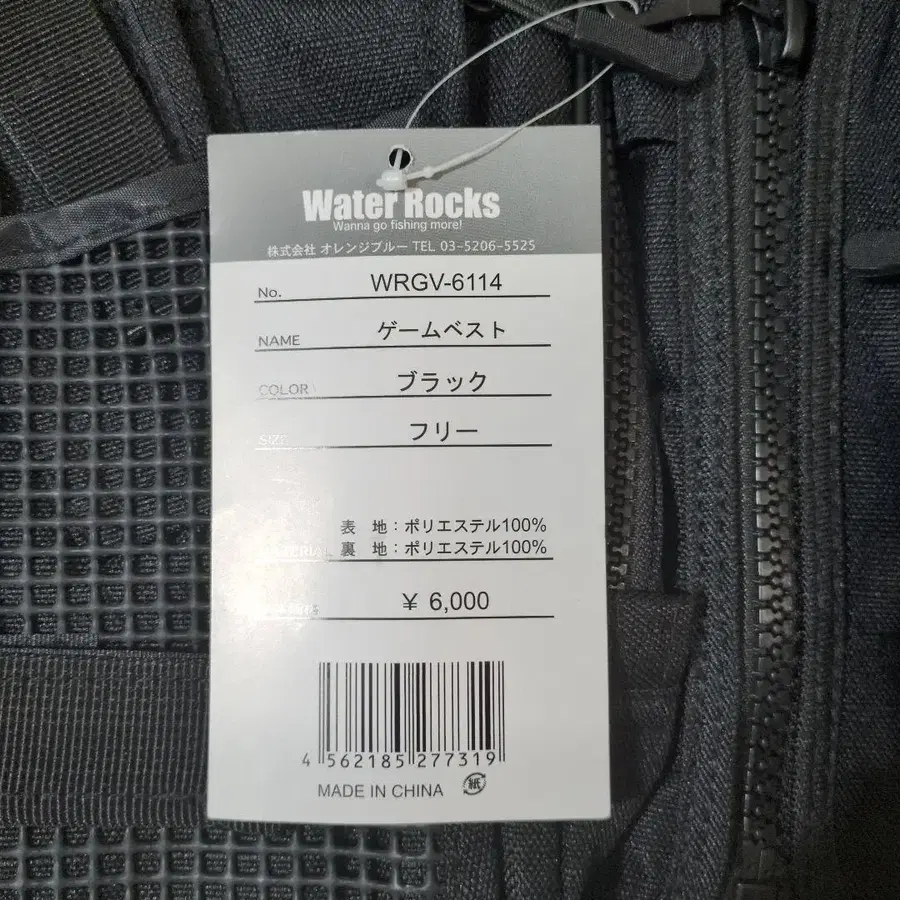 Water Rocks
Wanna go fishing more!
株式会社 オレンジブルー TEL 03-5206-5525
No. WRGV-6114
NAME ゲームベスト
COLOR ブラック
SIZE フリー
表 地：ポリエステル100%
MATERIAL 裏 地：ポリエステル100%
¥ 6,000
4 562185 277319
MADE IN CHINA 紙